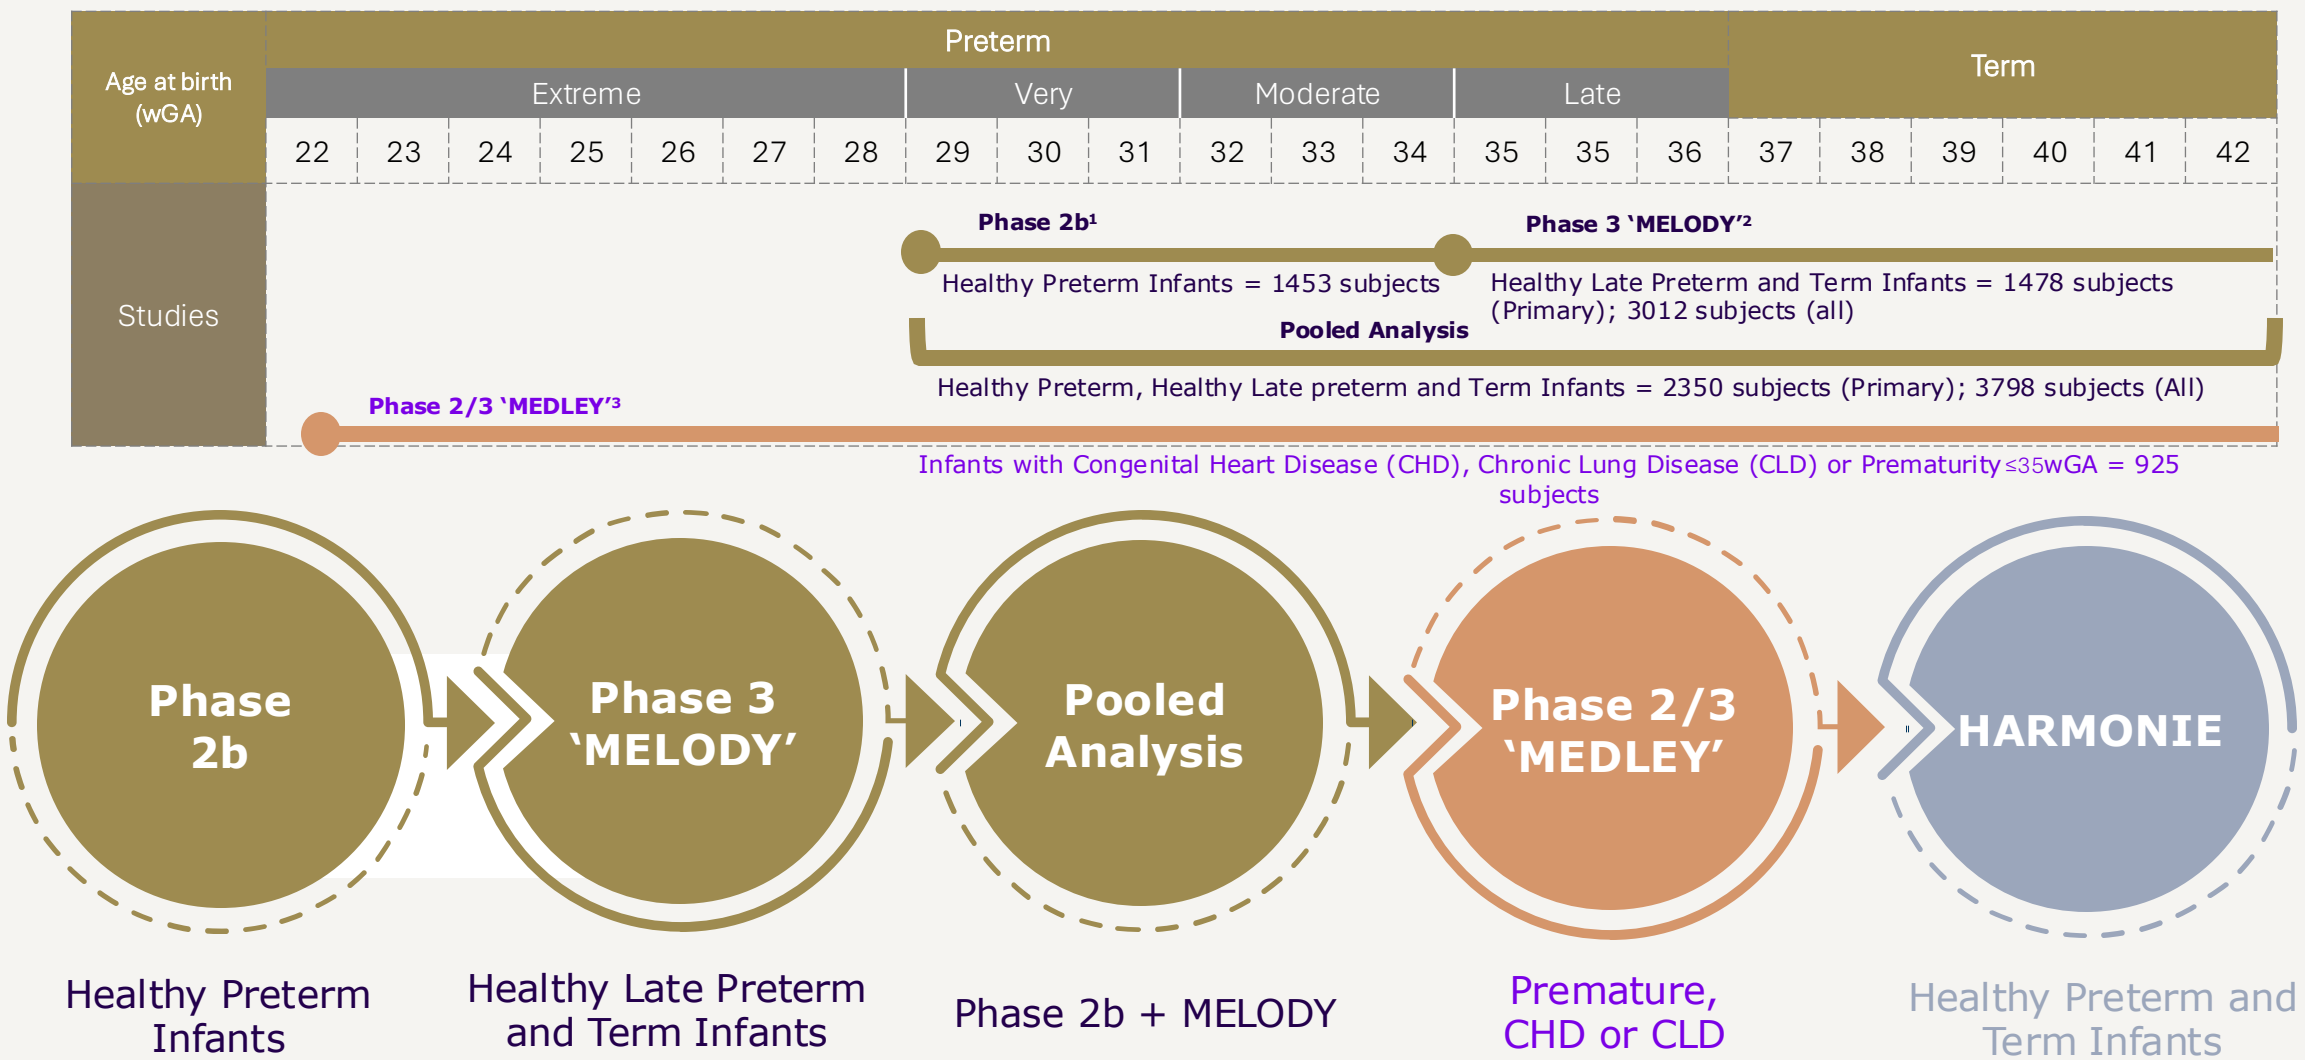 Age at birth
(wGA)
Preterm
Term
Extreme
Very
Moderate
Late
22 23 24 25 26 27 28 29 30 31 32 33 34 35 35 36 37 38 39 40 41 42
Studies
Phase 2b¹
Phase 3 ‘MELODY’²
Healthy Preterm Infants = 1453 subjects
Healthy Late Preterm and Term Infants = 1478 subjects
(Primary); 3012 subjects (all)
Pooled Analysis
Healthy Preterm, Healthy Late preterm and Term Infants = 2350 subjects (Primary); 3798 subjects (All)
Phase 2/3 ‘MEDLEY’³
Infants with Congenital Heart Disease (CHD), Chronic Lung Disease (CLD) or Prematurity≤35wGA = 925
subjects
Phase
2b
Phase 3
‘MELODY’
Pooled
Analysis
Phase 2/3
‘MEDLEY’
HARMONIE
Healthy Preterm
Infants
Healthy Late Preterm
and Term Infants
Phase 2b + MELODY
Premature,
CHD or CLD
Healthy Preterm and
Term Infants